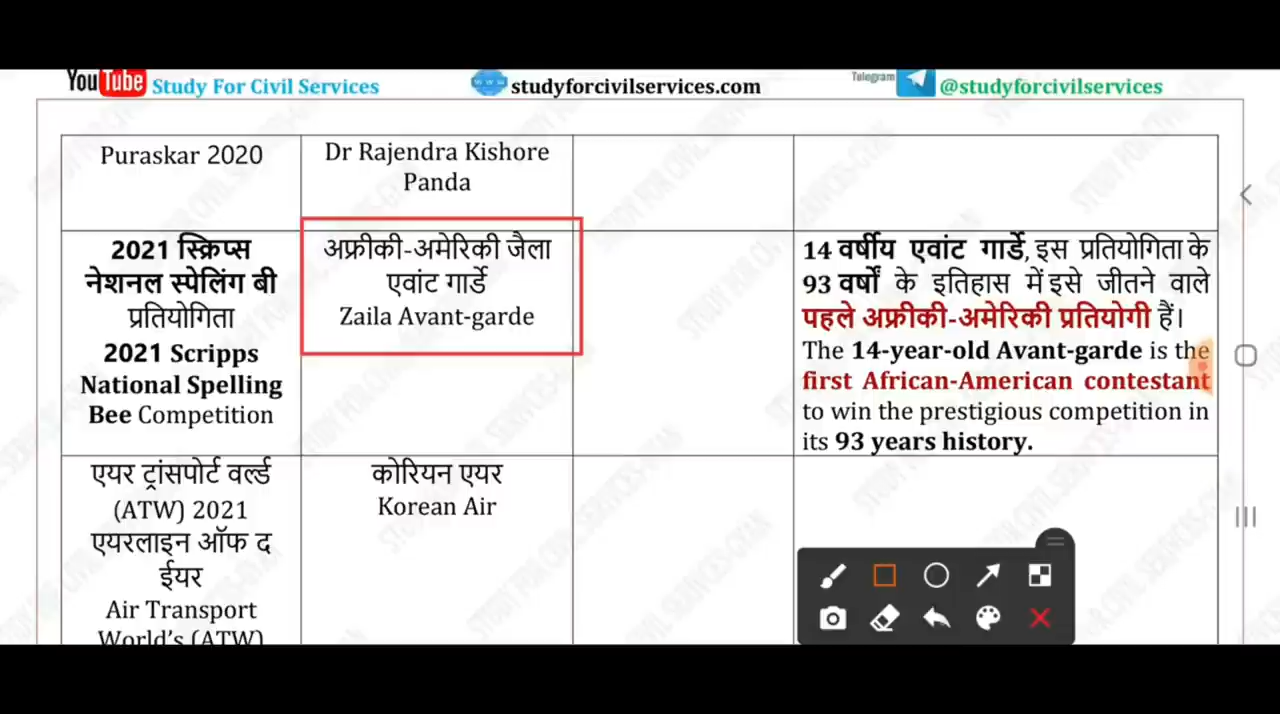 YouTube Study For Civil Services
www studyforcivilservices.com
Telegram @studyforcivilservices
Puraskar 2020
Dr Rajendra Kishore
Panda
2021 स्क्रिप्स
नेशनल स्पेलिंग बी
प्रतियोगिता
2021 Scripps
National Spelling
Bee Competition
अफ्रीकी-अमेरिकी जैला
एवांट गार्डे
Zaila Avant-garde
14 वर्षीय एवांट गार्डे, इस प्रतियोगिता के
93 वर्षों के इतिहास में इसे जीतने वाले
पहले अफ्रीकी-अमेरिकी प्रतियोगी हैं।
The 14-year-old Avant-garde is the
first African-American contestant
to win the prestigious competition in
its 93 years history.
एयर ट्रांसपोर्ट वर्ल्ड
(ATW) 2021
एयरलाइन ऑफ द
ईयर
Air Transport
World's (ATW)
कोरियन एयर
Korean Air